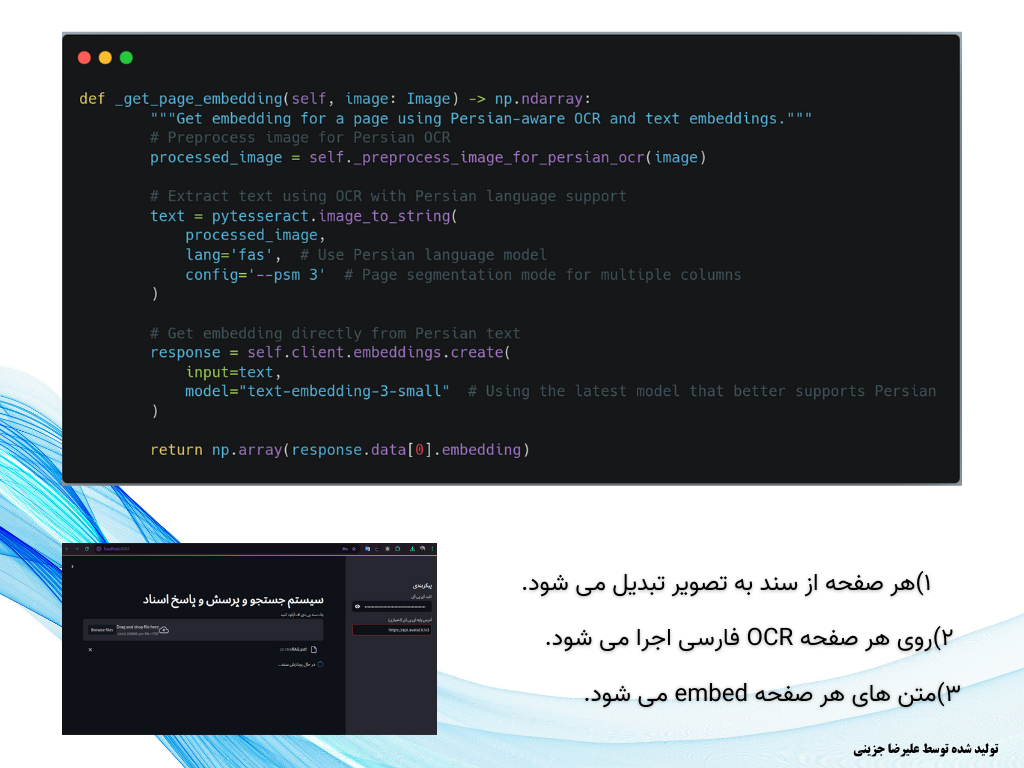 def _get_page_embedding(self, image: Image) -> np.ndarray:
"""Get embedding for a page using Persian-aware OCR and text embeddings."""
# Preprocess image for Persian OCR
processed_image = self._preprocess_image_for_persian_ocr(image)
# Extract text using OCR with Persian language support
text = pytesseract.image_to_string(
processed_image,
lang='fas',  # Use Persian language model
config='--psm 3'  # Page segmentation mode for multiple columns
)
# Get embedding directly from Persian text
response = self.client.embeddings.create(
input=text,
model="text-embedding-3-small"  # Using the latest model that better supports Persian
)
return np.array(response.data[0].embedding)
۱)هر صفحه از سند به تصویر تبدیل می شود.
۲)روی هر صفحه OCR فارسی اجرا می شود.
۳)متن های هر صفحه embed می شود.
پیکربندی
سیستم جستجو و پرسش و پاسخ اسناد
Drag and drop file here
Browse files
در حال پردازش سند...
تولید شده توسط علیرضا جزینی